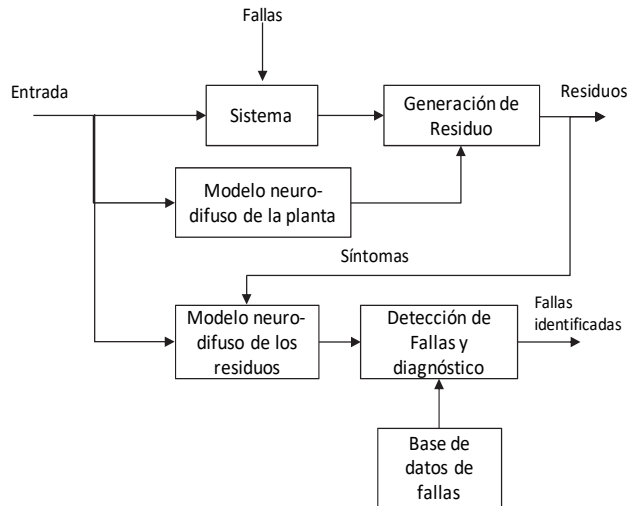 Fallas
Entrada
Sistema
Generación de
Residuo
Residuos
Modelo neuro-
difuso de la planta
Síntomas
Modelo neuro-
difuso de los
residuos
Detección de
Fallas y
diagnóstico
Fallas
identificadas
Base de
datos de
fallas